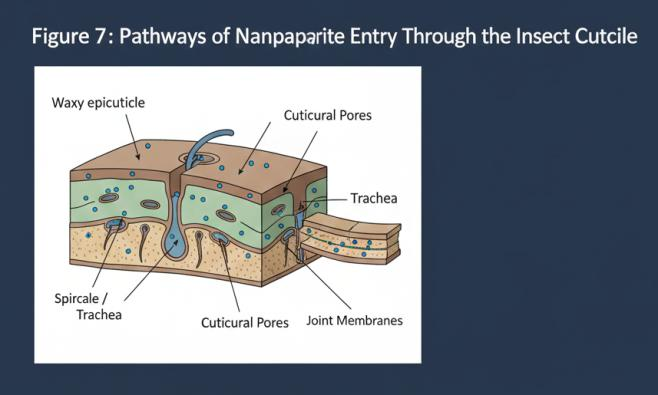 Figure 7: Pathways of Nanpaparite Entry Through the Insect Cutcile
Waxy epicuticle
Cuticural Pores
Trachea
Spircale /
Trachea
Cuticural Pores
Joint Membranes